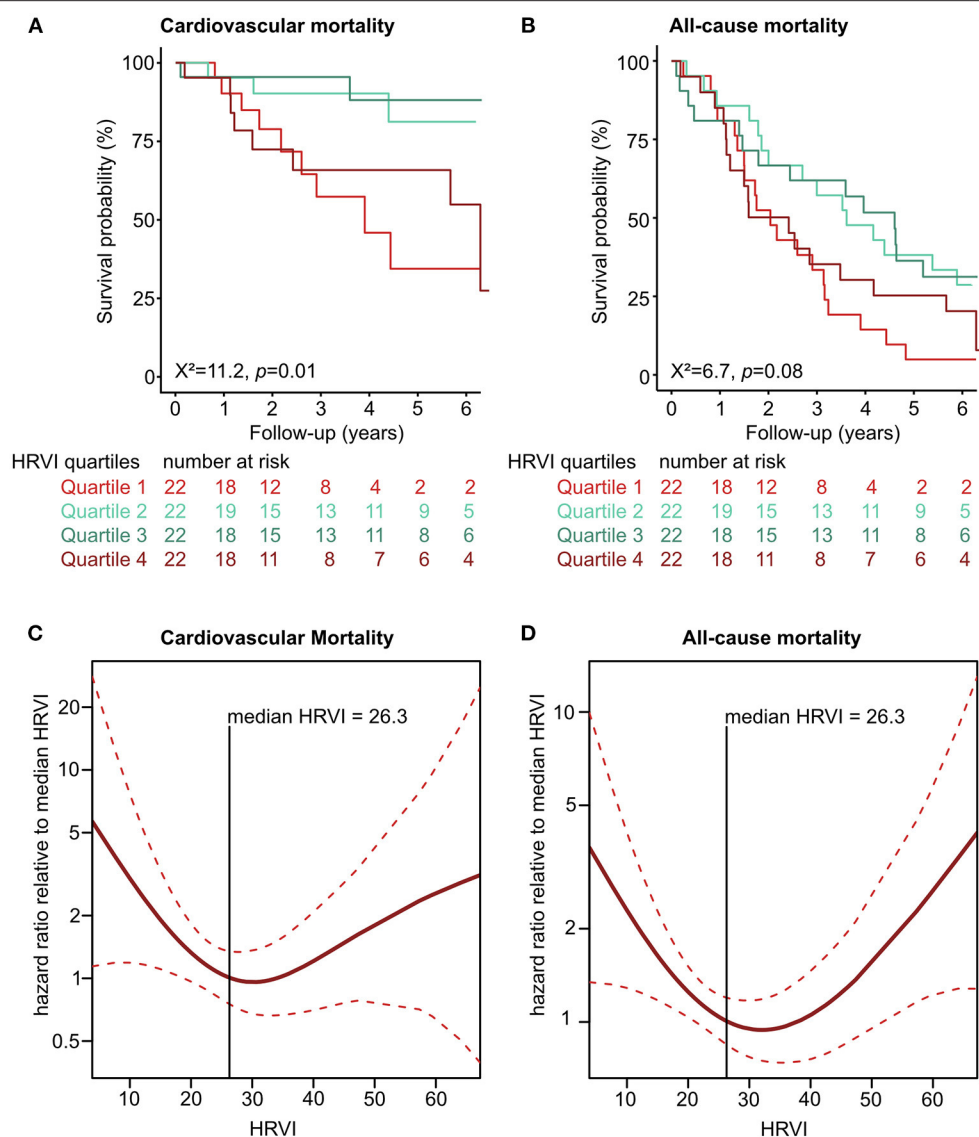 A Cardiovascular mortality
Survival probability (%)
100
75
50
25
0
X²=11.2, p=0.01
0 1 2 3 4 5 6
Follow-up (years)
HRVI quartiles number at risk
Quartile 1 22 18 12 8 4 2 2
Quartile 2 22 19 15 13 11 9 5
Quartile 3 22 18 15 13 11 8 6
Quartile 4 22 18 11 8 7 6 4
B All-cause mortality
Survival probability (%)
100
75
50
25
0
X²=6.7, p=0.08
0 1 2 3 4 5 6
Follow-up (years)
HRVI quartiles number at risk
Quartile 1 22 18 12 8 4 2 2
Quartile 2 22 19 15 13 11 9 5
Quartile 3 22 18 15 13 11 8 6
Quartile 4 22 18 11 8 7 6 4
C Cardiovascular Mortality
hazard ratio relative to median HRVI
20
10
5
2
1
0.5
median HRVI = 26.3
10 20 30 40 50 60
HRVI
D All-cause mortality
hazard ratio relative to median HRVI
10
5
2
1
median HRVI = 26.3
10 20 30 40 50 60
HRVI